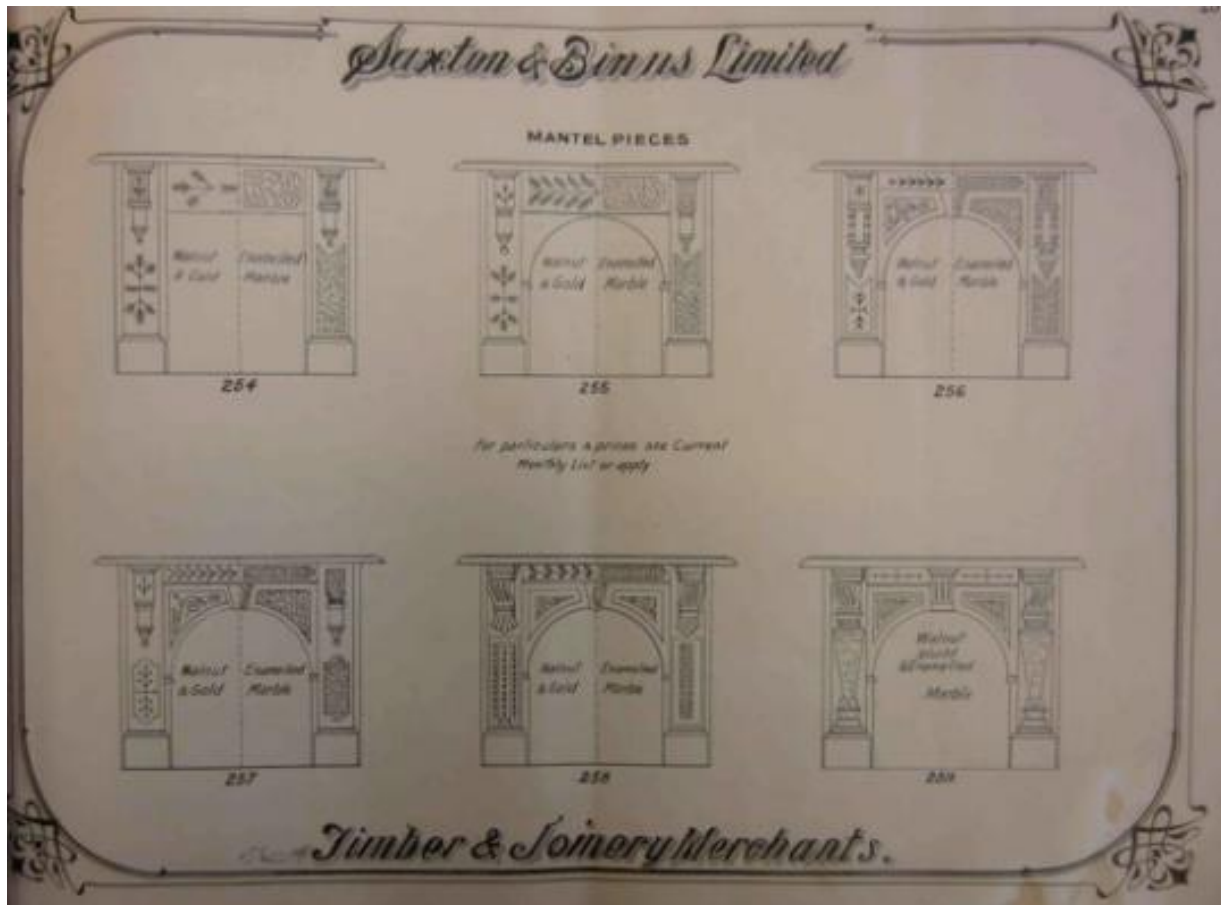 Saxton & Binns Limited
MANTEL PIECES
Walnut & Gold
Enamelled Marble
254
Walnut & Gold
Enamelled Marble
255
Walnut & Gold
Enamelled Marble
256
For particulars & prices see Current
Monthly List or apply
Walnut & Gold
Enamelled Marble
257
Walnut & Gold
Enamelled Marble
258
Walnut
& Enamelled
Marble
Timber & Joinery Merchants.